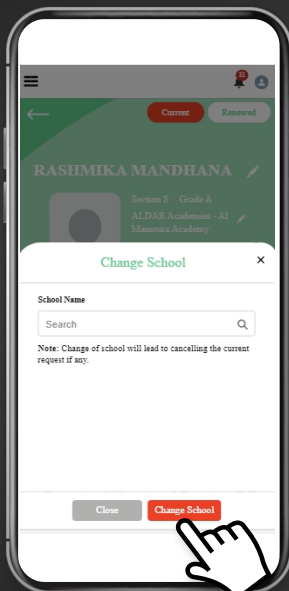 11
Current
Renewed
RASHMIKA MANDHANA
Section 8 Grade A
ALDAR Academies - Al
Mamoura Academy
Change School
×
School Name
Search
Note: Change of school will lead to cancelling the current
request if any.
Close
Change School